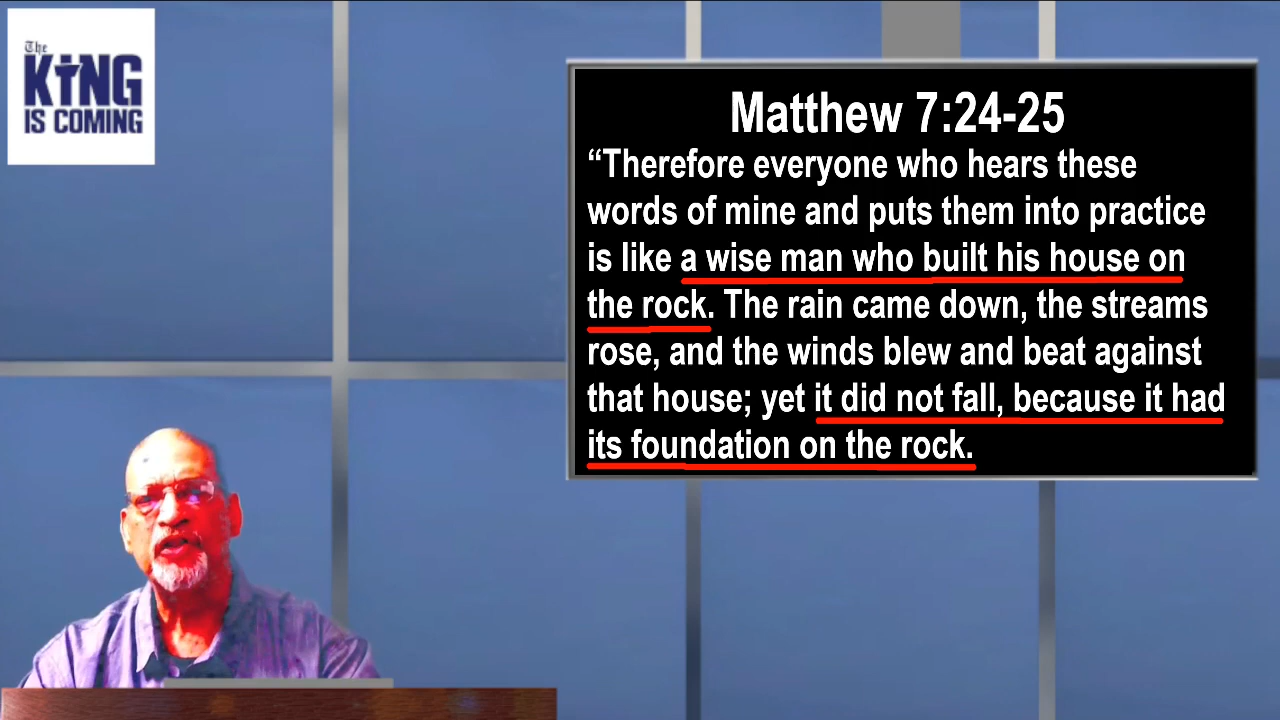 The
KING
IS COMING
Matthew 7:24-25
“Therefore everyone who hears these
words of mine and puts them into practice
is like a wise man who built his house on
the rock. The rain came down, the streams
rose, and the winds blew and beat against
that house; yet it did not fall, because it had
its foundation on the rock.